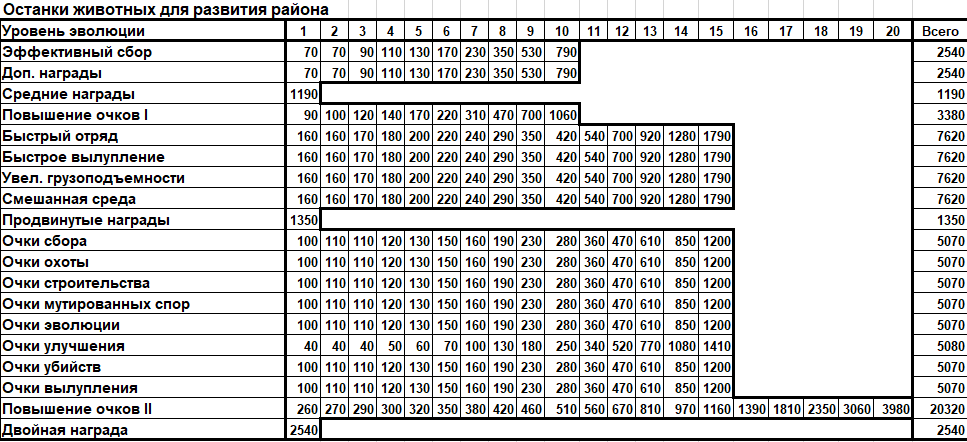 Останки животных для развития района
Уровень эволюции 1 2 3 4 5 6 7 8 9 10 11 12 13 14 15 16 17 18 19 20 Всего
Эффективный сбор 70 70 90 110 130 170 230 350 530 790 2540
Доп. награды 70 70 90 110 130 170 230 350 530 790 2540
Средние награды 1190 1190
Повышение очков I 90 100 120 140 170 220 310 470 700 1060 3380
Быстрый отряд 160 160 170 180 200 220 240 290 350 420 540 700 920 1280 1790 7620
Быстрое вылупление 160 160 170 180 200 220 240 290 350 420 540 700 920 1280 1790 7620
Увел. грузоподъемности 160 160 170 180 200 220 240 290 350 420 540 700 920 1280 1790 7620
Смешанная среда 160 160 170 180 200 220 240 290 350 420 540 700 920 1280 1790 7620
Продвинутые награды 1350 1350
Очки сбора 100 110 110 120 130 150 160 190 230 280 360 470 610 850 1200 5070
Очки охоты 100 110 110 120 130 150 160 190 230 280 360 470 610 850 1200 5070
Очки строительства 100 110 110 120 130 150 160 190 230 280 360 470 610 850 1200 5070
Очки мутированных спор 100 110 110 120 130 150 160 190 230 280 360 470 610 850 1200 5070
Очки эволюции 100 110 110 120 130 150 160 190 230 280 360 470 610 850 1200 5070
Очки улучшения 40 40 40 50 60 70 100 130 180 250 340 520 770 1080 1410 5080
Очки убийств 100 110 110 120 130 150 160 190 230 280 360 470 610 850 1200 5070
Очки вылупления 100 110 110 120 130 150 160 190 230 280 360 470 610 850 1200 5070
Повышение очков II 260 270 290 300 320 350 380 420 460 510 560 670 810 970 1160 1390 1810 2350 3060 3980 20320
Двойная награда 2540 2540